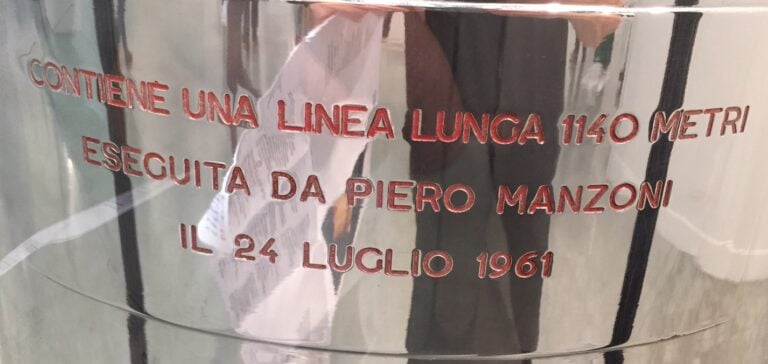 CONTIENE UNA LINEA LUNGA 1140 METRI
ESEGUITA DA PIERO MANZONI
IL 24 LUGLIO 1961